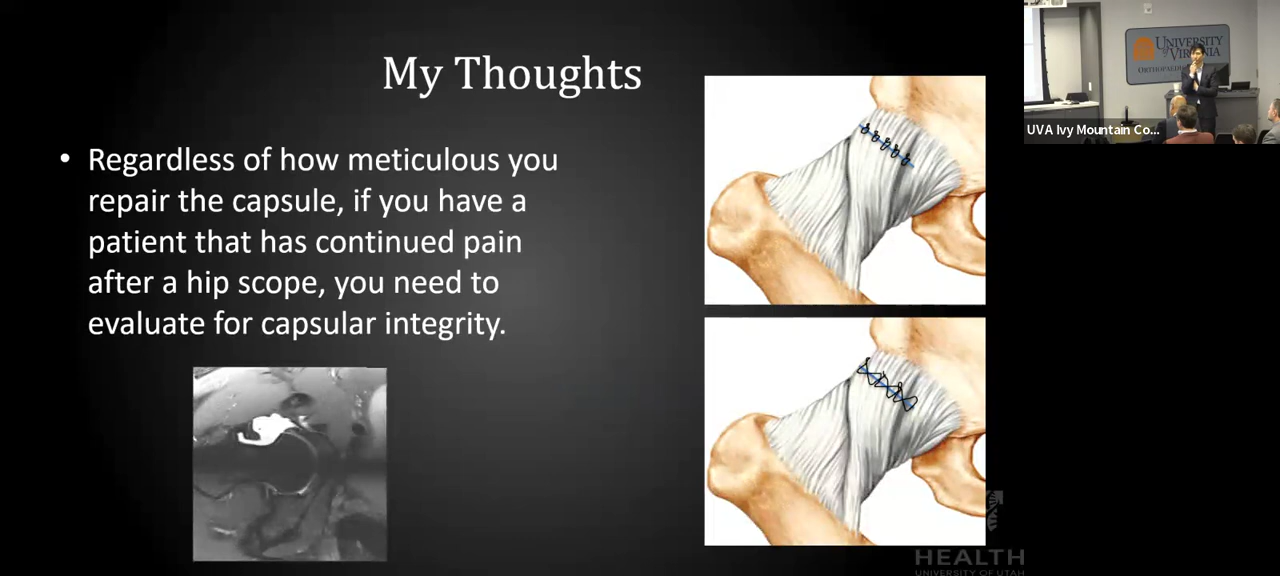 My Thoughts
• Regardless of how meticulous you
repair the capsule, if you have a
patient that has continued pain
after a hip scope, you need to
evaluate for capsular integrity.
HEALTH
UNIVERSITY OF UTAH
UNIVERSITY
OF VIRGINIA
ORTHOPAEDIC
UVA Ivy Mountain Co...